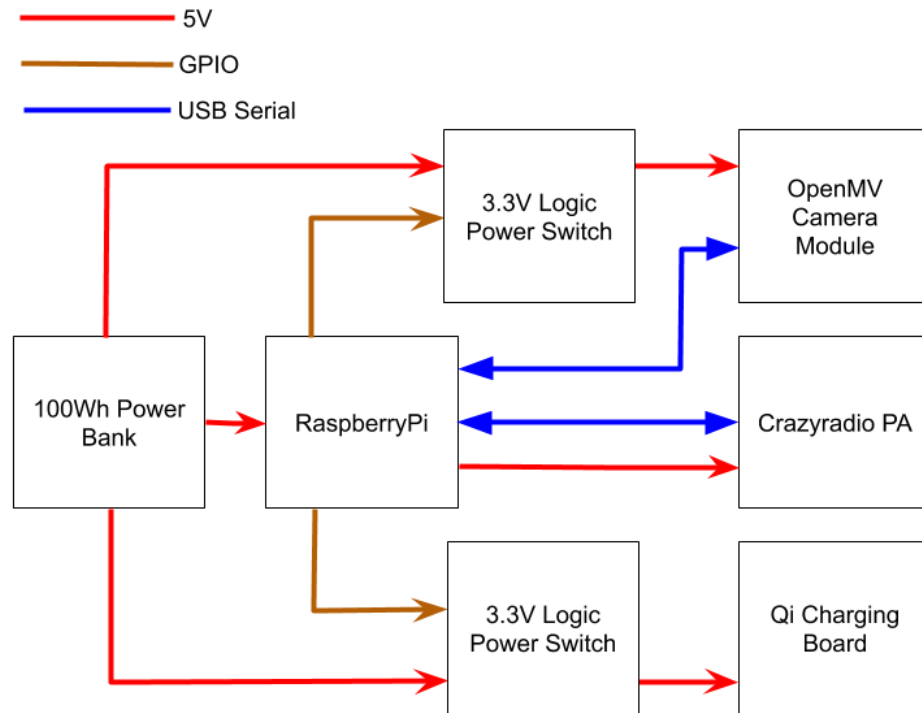 5V
GPIO
USB Serial
3.3V Logic
Power Switch
OpenMV
Camera
Module
100Wh Power
Bank
RaspberryPi
Crazyradio PA
3.3V Logic
Power Switch
Qi Charging
Board